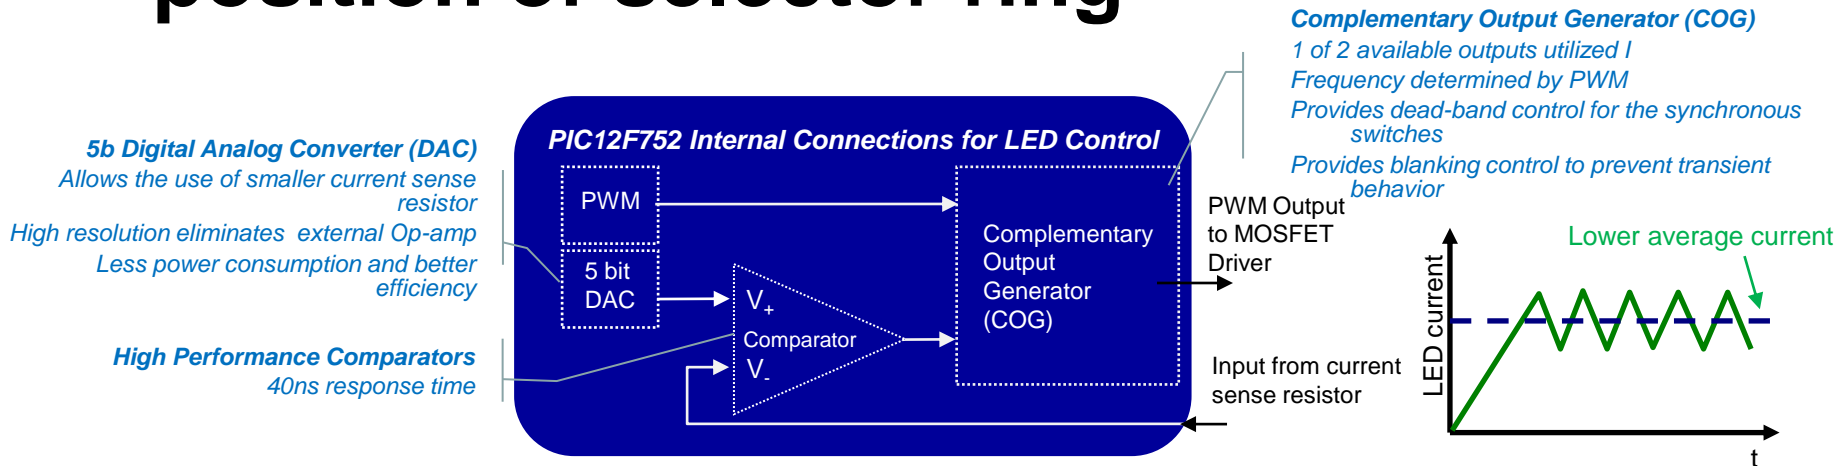 position of selector ring
Complementary Output Generator (COG)
1 of 2 available outputs utilized I
Frequency determined by PWM
Provides dead-band control for the synchronous
switches
Provides blanking control to prevent transient
behavior
5b Digital Analog Converter (DAC)
Allows the use of smaller current sense
resistor
High resolution eliminates  external Op-amp
Less power consumption and better
efficiency
High Performance Comparators
40ns response time
PIC12F752 Internal Connections for LED Control
PWM
5 bit
DAC
V+
Comparator
V-
Complementary
Output
Generator
(COG)
PWM Output
to MOSFET
Driver
Input from current
sense resistor
Lower average current
LED current
t